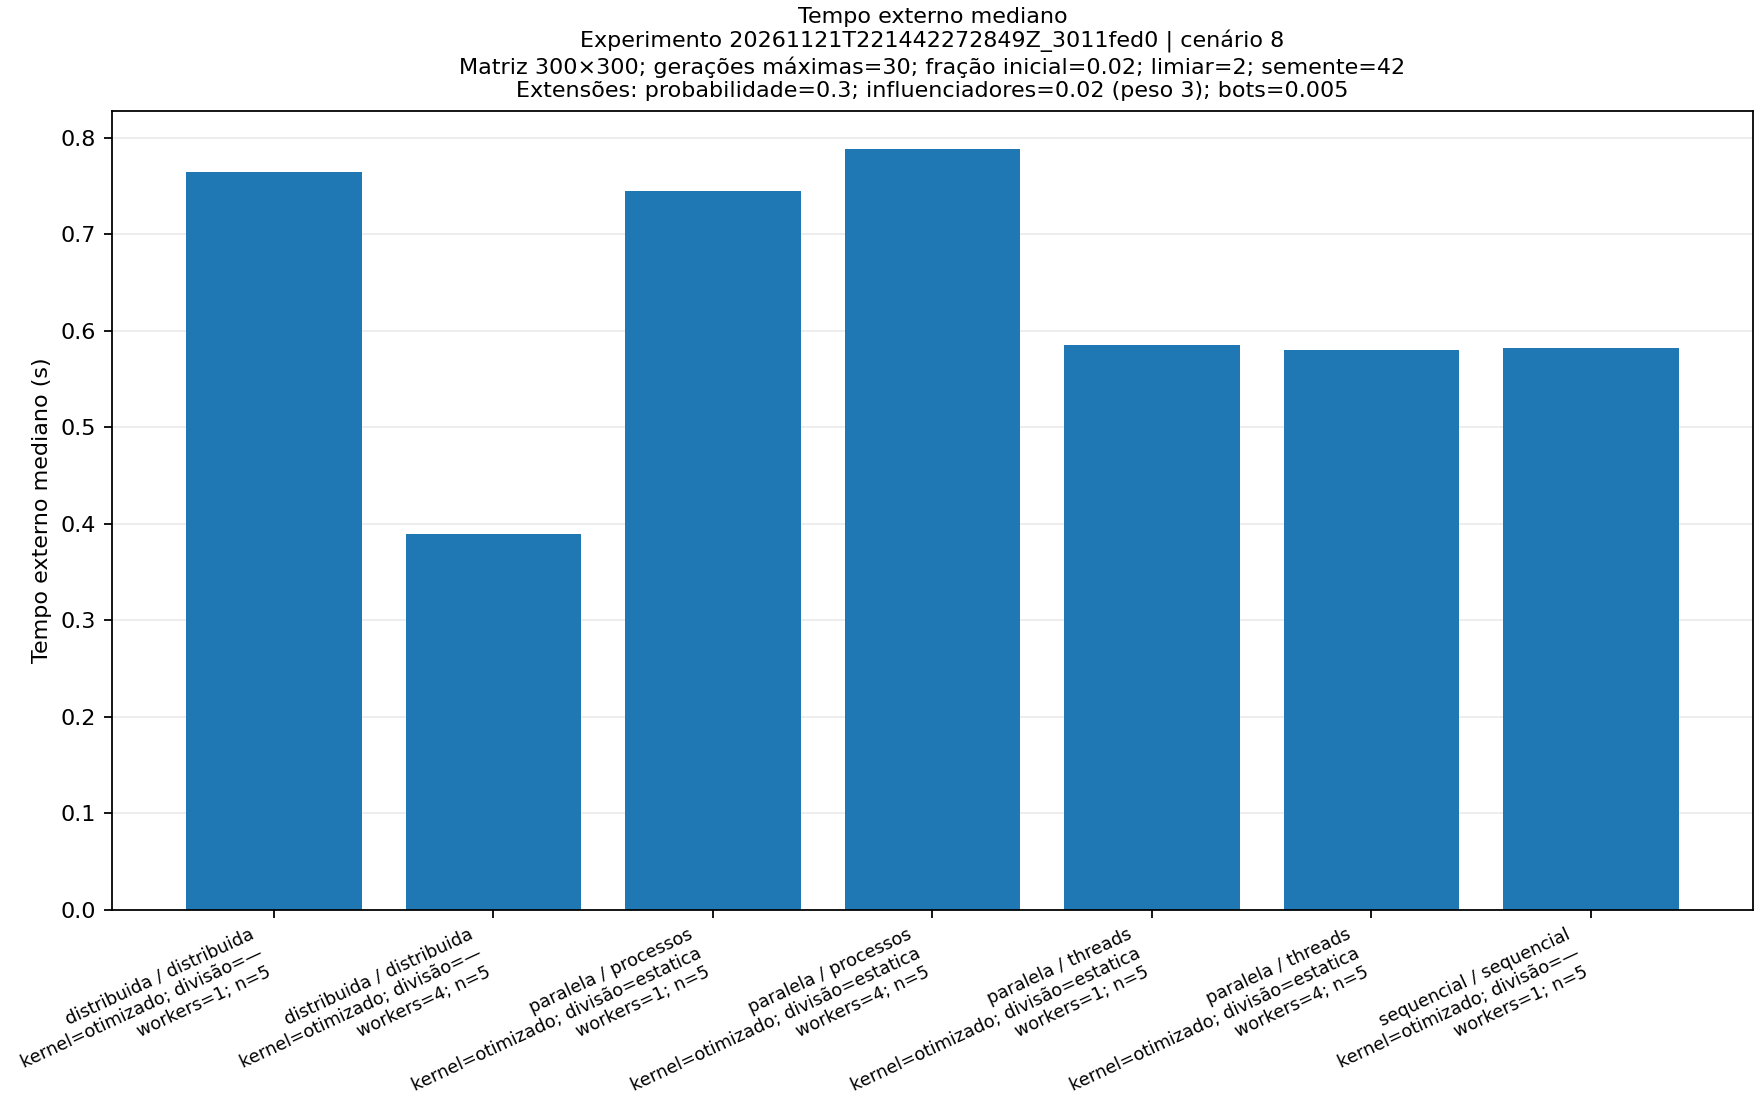 Tempo externo mediano
Experimento 20261121T221442272849Z_3011fed0 | cenário 8
Matriz 300×300; gerações máximas=30; fração inicial=0.02; limiar=2; semente=42
Extensões: probabilidade=0.3; influenciadores=0.02 (peso 3); bots=0.005
Tempo externo mediano (s)
0.8
0.7
0.6
0.5
0.4
0.3
0.2
0.1
0.0
distribuida / distribuida
kernel=otimizado; divisão=—
workers=1; n=5
distribuida / distribuida
kernel=otimizado; divisão=—
workers=4; n=5
paralela / processos
kernel=otimizado; divisão=estatica
workers=1; n=5
paralela / processos
kernel=otimizado; divisão=estatica
workers=4; n=5
paralela / threads
kernel=otimizado; divisão=estatica
workers=1; n=5
paralela / threads
kernel=otimizado; divisão=estatica
workers=4; n=5
sequencial / sequencial
kernel=otimizado; divisão=—
workers=1; n=5